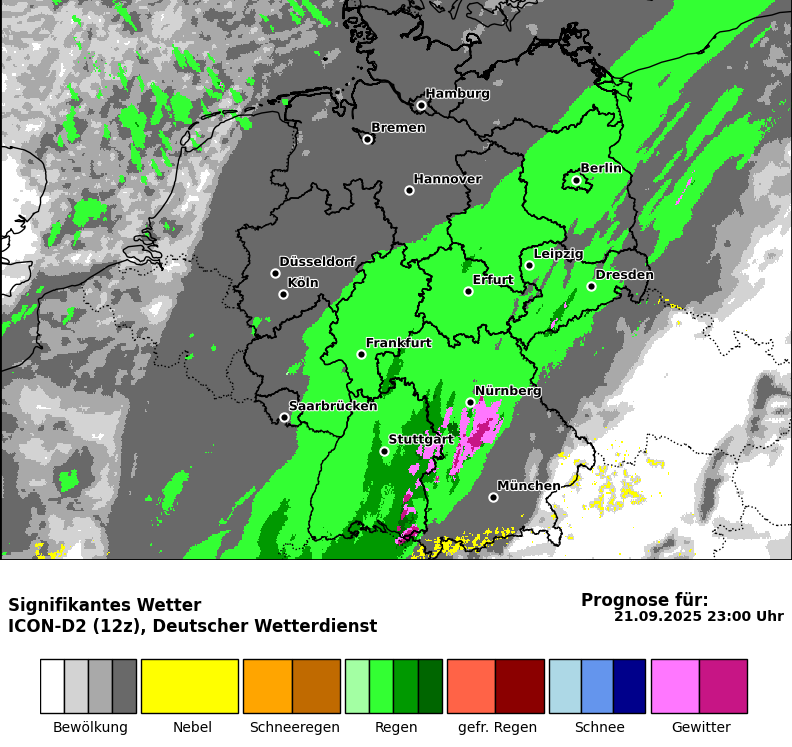 Hamburg
Bremen
Berlin
Hannover
Leipzig
Düsseldorf
Dresden
Köln
Erfurt
Frankfurt
Nürnberg
Saarbrücken
Stuttgart
München
Signifikantes Wetter
ICON-D2 (12z), Deutscher Wetterdienst
Prognose für:
21.09.2025 23:00 Uhr
Bewölkung Nebel Schneeregen Regen gefr. Regen Schnee Gewitter